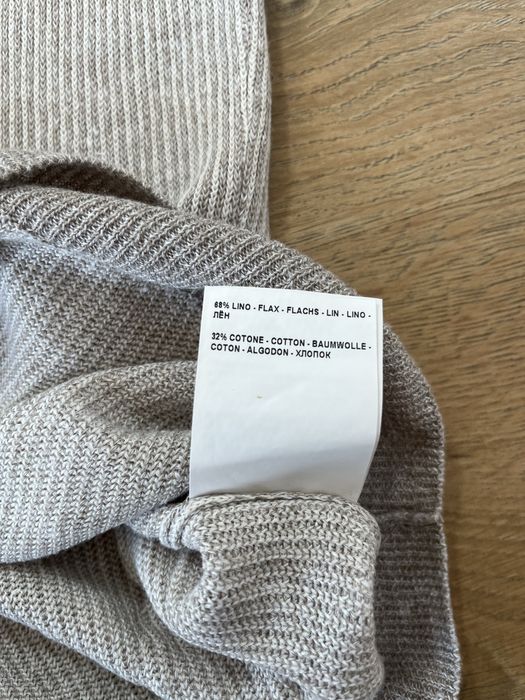 68% LINO - FLAX - FLACHS - LIN - LINO -
ЛЁН
32% COTONE - COTTON - BAUMWOLLE -
COTON - ALGODON - ХЛОПОК